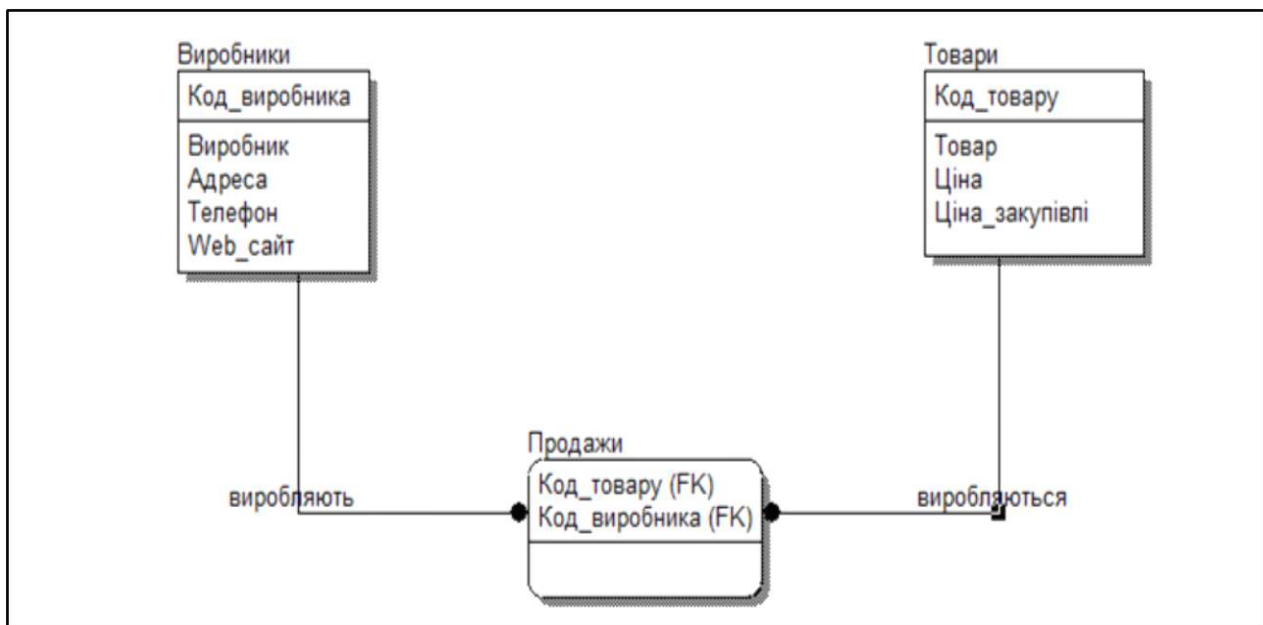 Виробники
Код_виробника
Виробник
Адреса
Телефон
Web_сайт
Товари
Код_товару
Товар
Ціна
Ціна_закупівлі
виробляють
Продажи
Код_товару (FK)
Код_виробника (FK)
виробляються